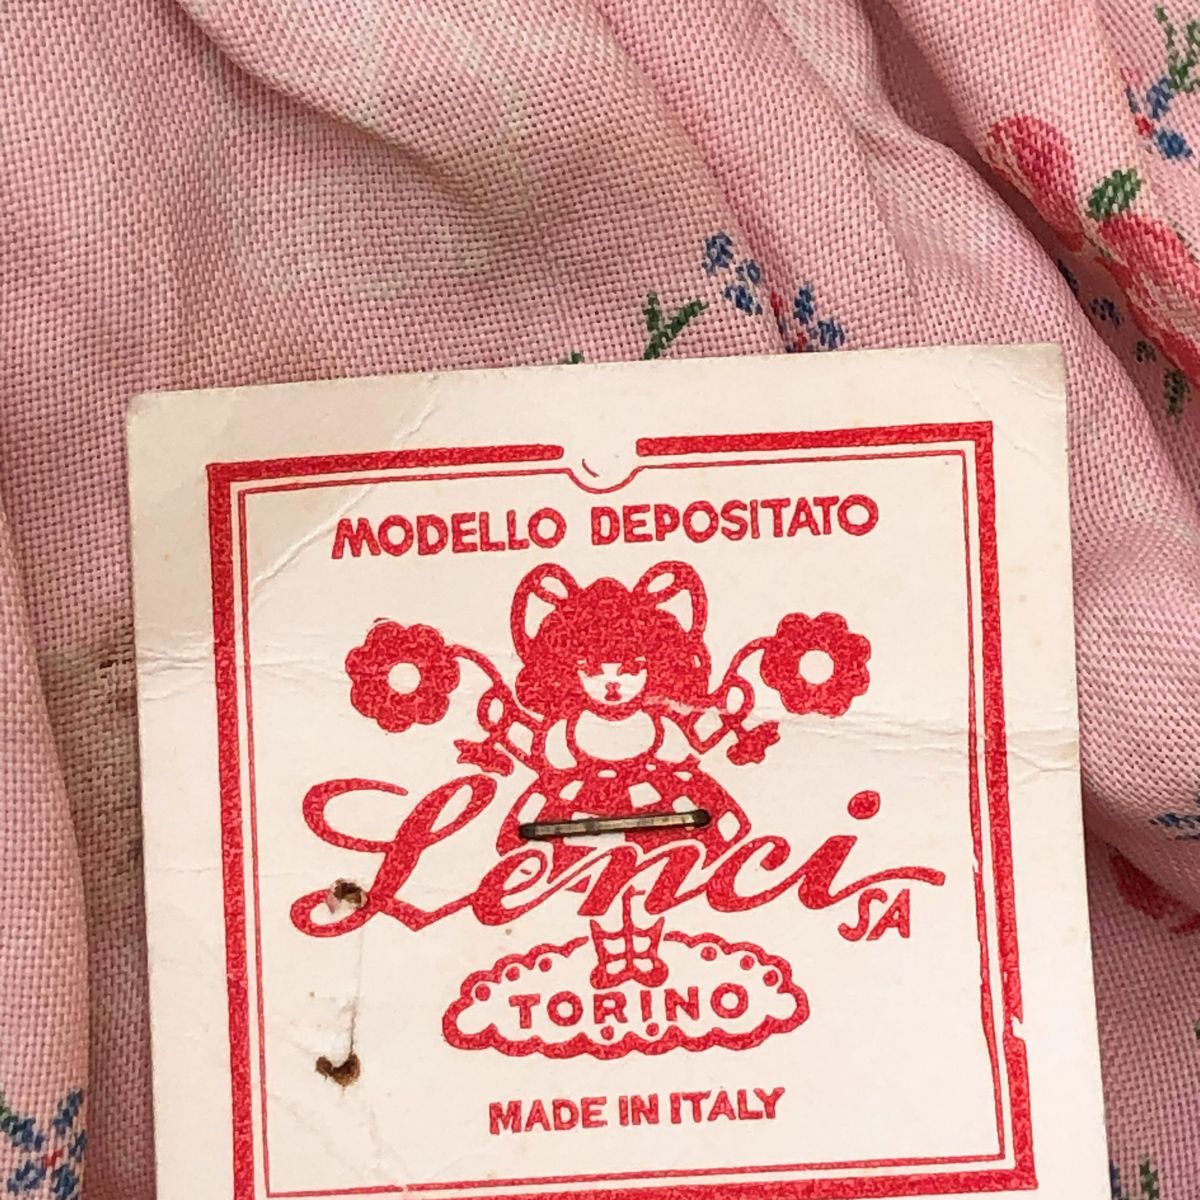 MODELLO DEPOSITATO
Lenci SA
TORINO
MADE IN ITALY